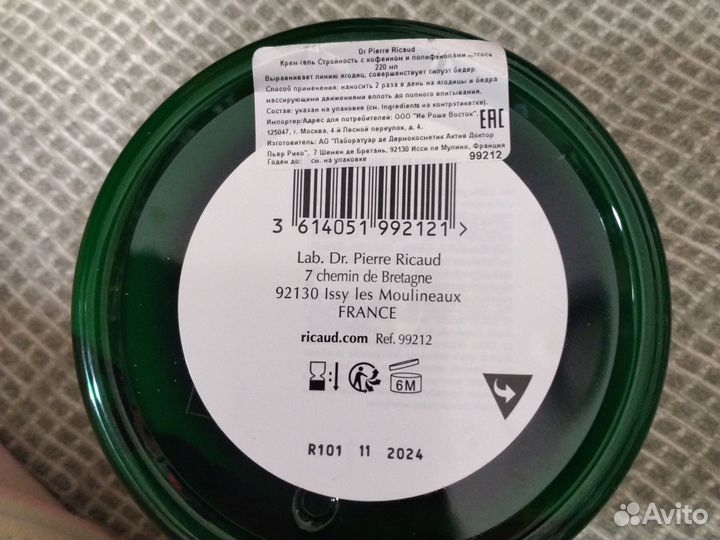 Dr Pierre Ricaud
Крем-гель Стройность с кофеином и полифенолами лотоса
220 мл
Выравнивает линию ягодиц, совершенствует силуэт бедер.
Способ применения: наносить 2 раза в день на ягодицы и бедра
массирующими движениями вплоть до полного впитывания.
Состав: указан на упаковке (см. Ingredients на контрэтикетке).
Импортер/Адрес для потребителей: ООО "Ив Роше Восток",
125047, г. Москва, 4 й Лесной переулок, д. 4.
Изготовитель: АО "Лаборатуар де Дермокосметик Актив Доктор
Пьер Рико", 7 Шемен де Бретань, 92130 Исси ле Мулино, Франция
Годен до: см. на упаковке 99212
EAC
3 614051 992121 >
Lab. Dr. Pierre Ricaud
7 chemin de Bretagne
92130 Issy les Moulineaux
FRANCE
ricaud.com Ref. 99212
6M
R101 11 2024
Avito